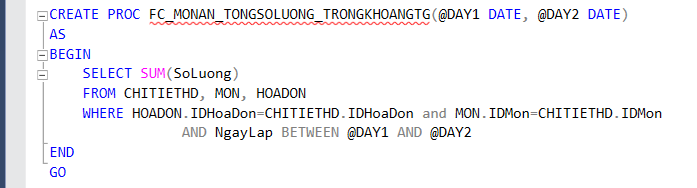 CREATE PROC FC_MONAN_TONGSOLUONG_TRONGKHOANGTG(@DAY1 DATE, @DAY2 DATE)
AS
BEGIN
SELECT SUM(SoLuong)
FROM CHITIETHD, MON, HOADON
WHERE HOADON.IDHoaDon=CHITIETHD.IDHoaDon and MON.IDMon=CHITIETHD.IDMon
AND NgayLap BETWEEN @DAY1 AND @DAY2
END
GO